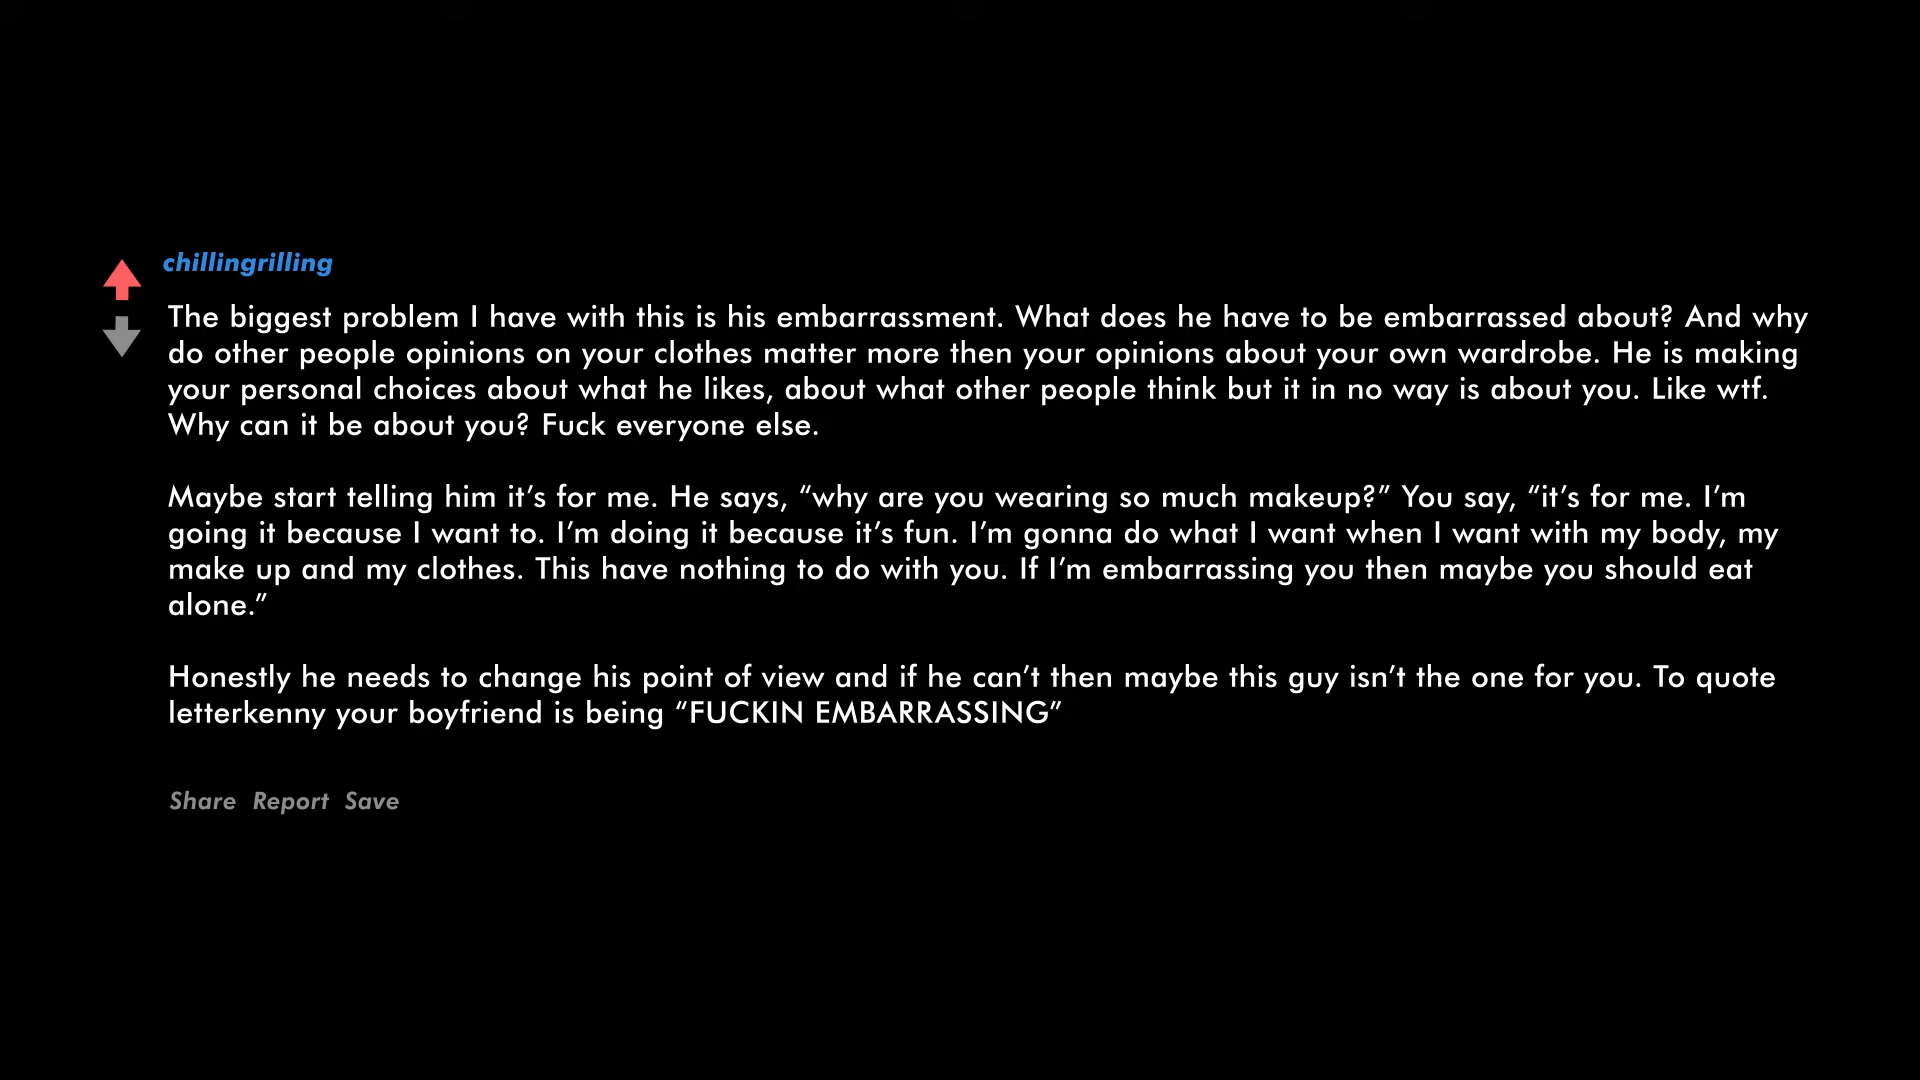 chillingrilling
The biggest problem I have with this is his embarrassment. What does he have to be embarrassed about? And why
do other people opinions on your clothes matter more then your opinions about your own wardrobe. He is making
your personal choices about what he likes, about what other people think but it in no way is about you. Like wtf.
Why can it be about you? Fuck everyone else.
Maybe start telling him it’s for me. He says, “why are you wearing so much makeup?” You say, “it’s for me. I’m
going it because I want to. I’m doing it because it’s fun. I’m gonna do what I want when I want with my body, my
make up and my clothes. This have nothing to do with you. If I’m embarrassing you then maybe you should eat
alone.”
Honestly he needs to change his point of view and if he can’t then maybe this guy isn’t the one for you. To quote
letterkenny your boyfriend is being “FUCKIN EMBARRASSING”
Share Report Save